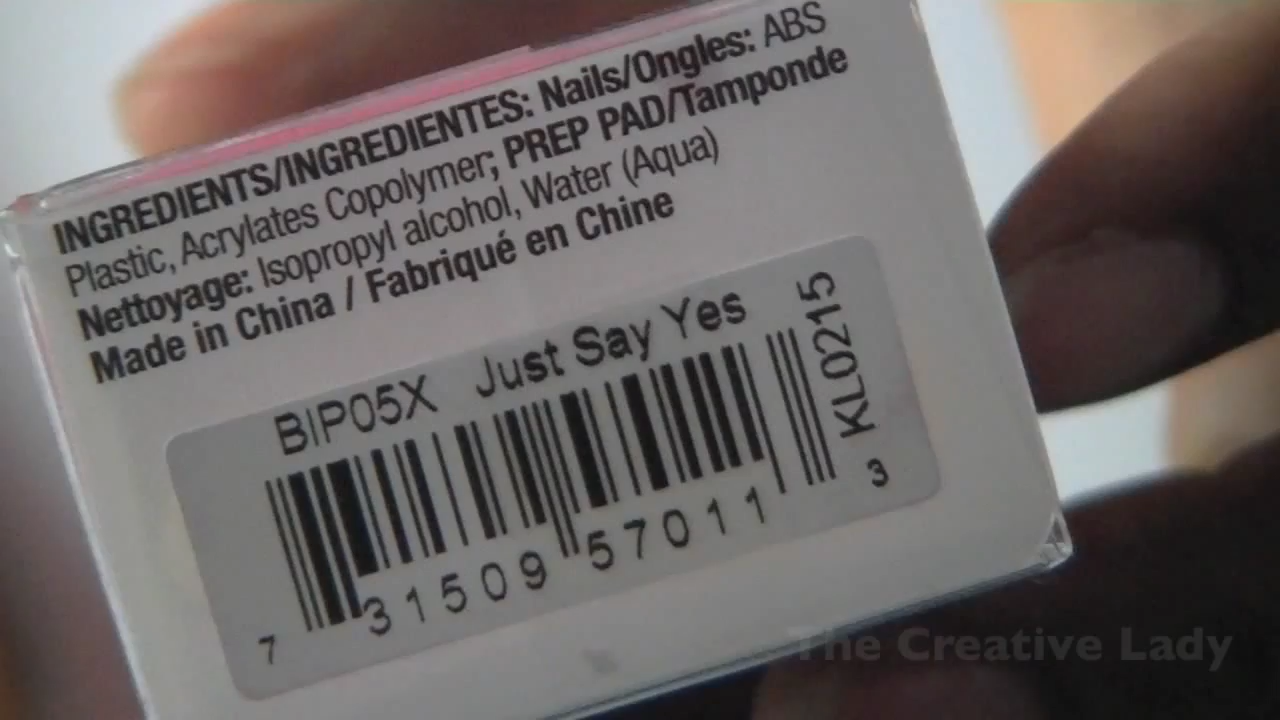 INGREDIENTS/INGREDIENTES: Nails/Ongles: ABS
Plastic, Acrylates Copolymer; PREP PAD/Tamponde
Nettoyage: Isopropyl alcohol, Water (Aqua)
Made in China / Fabriqué en Chine
BIP05X Just Say Yes
KL0215
7 31509 57011 3
The Creative Lady